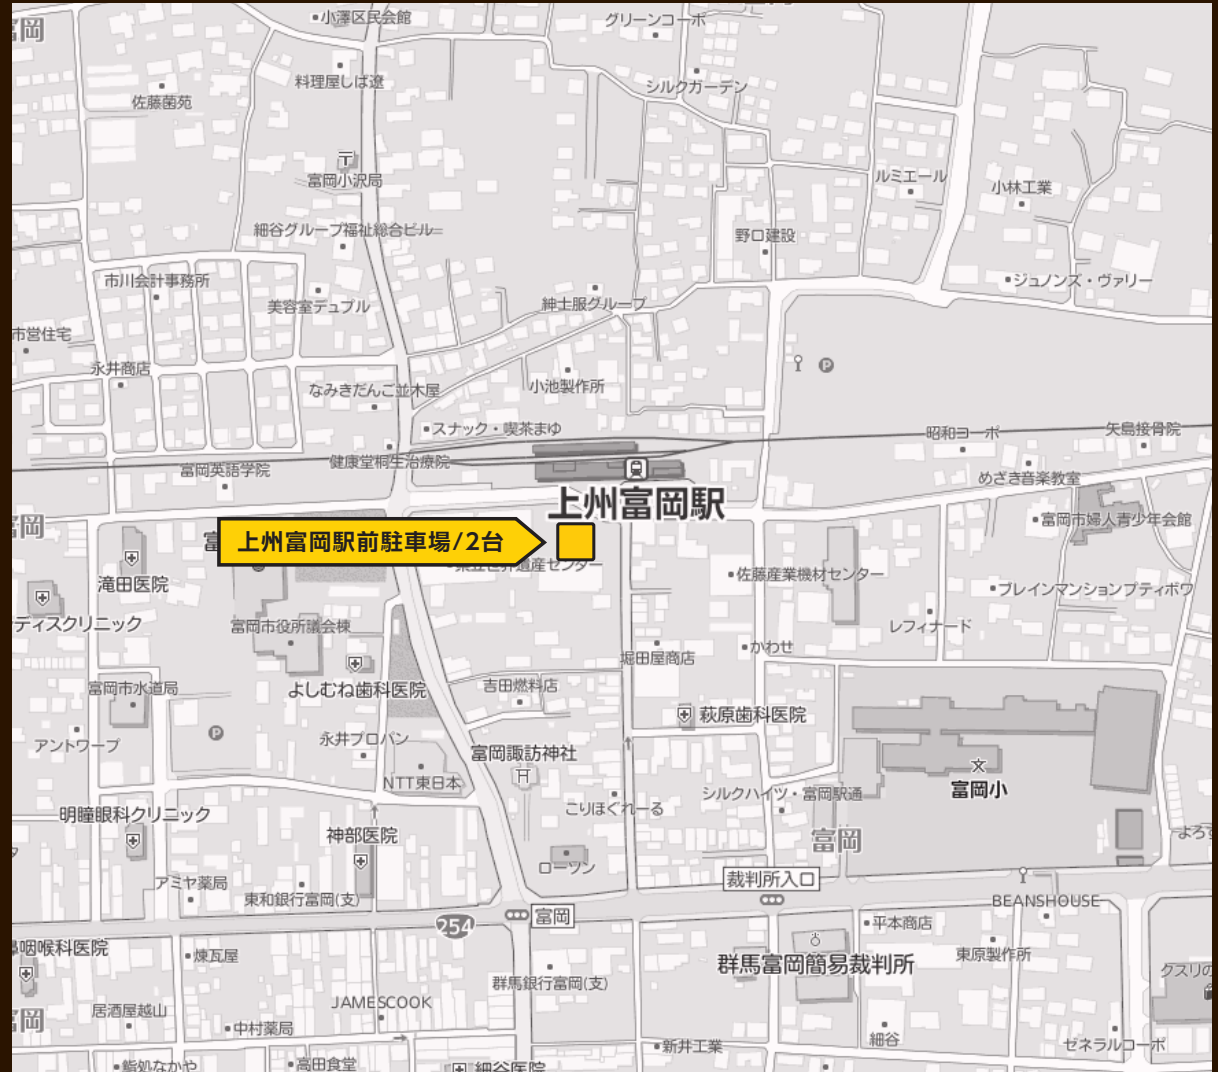 小澤区民会館
グリーンコーポ
富岡
料理屋しば遼
シルクガーデン
佐藤菌苑
富岡小沢局
ルミエール
小林工業
細谷グループ福祉総合ビル
野口建設
市川会計事務所
ジュノンズ・ヴァリー
美容室デュプル
紳士服グループ
市営住宅
永井商店
P
なみきだんご並木屋
小池製作所
スナック・喫茶まゆ
昭和ヨーポ
矢島接骨院
健康堂桐生治療院
富岡英語学院
めざき音楽教室
上州富岡駅
富岡
富岡市婦人青少年会館
上州富岡駅前駐車場/2台
佐藤産業機材センター
滝田医院
ブレインマンションプティボワ
ディスクリニック
富岡市役所議会棟
レフィナード
かわせ
堀田屋商店
富岡市水道局
よしむね歯科医院
吉田燃料店
萩原歯科医院
P
永井プロパン
アントワープ
富岡諏訪神社
NTT東日本
シルクハイツ・富岡駅通
富岡小
こりほぐれーる
明瞳眼科クリニック
神部医院
富岡
ローソン
アミヤ薬局
裁判所入口
東和銀行富岡(支)
BEANSHOUSE
254
富岡
平本商店
鼻咽喉科医院
煉瓦屋
群馬富岡簡易裁判所
東原製作所
クスリの
群馬銀行富岡(支)
JAMESCOOK
居酒屋越山
富岡
中村薬局
細谷
新井工業
ゼネラルコーポ
鮨処なかや
高田食堂
細谷医院